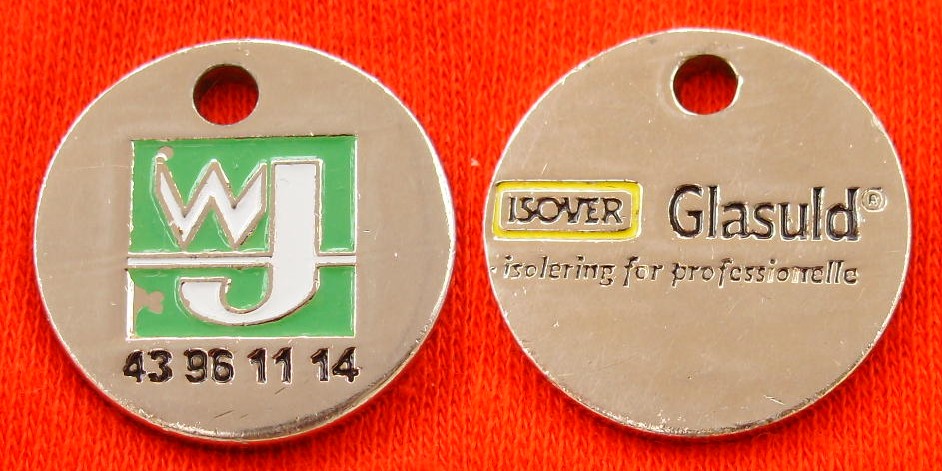 WJ
43 96 11 14
ISOVER Glasuld®
isolering for professionelle